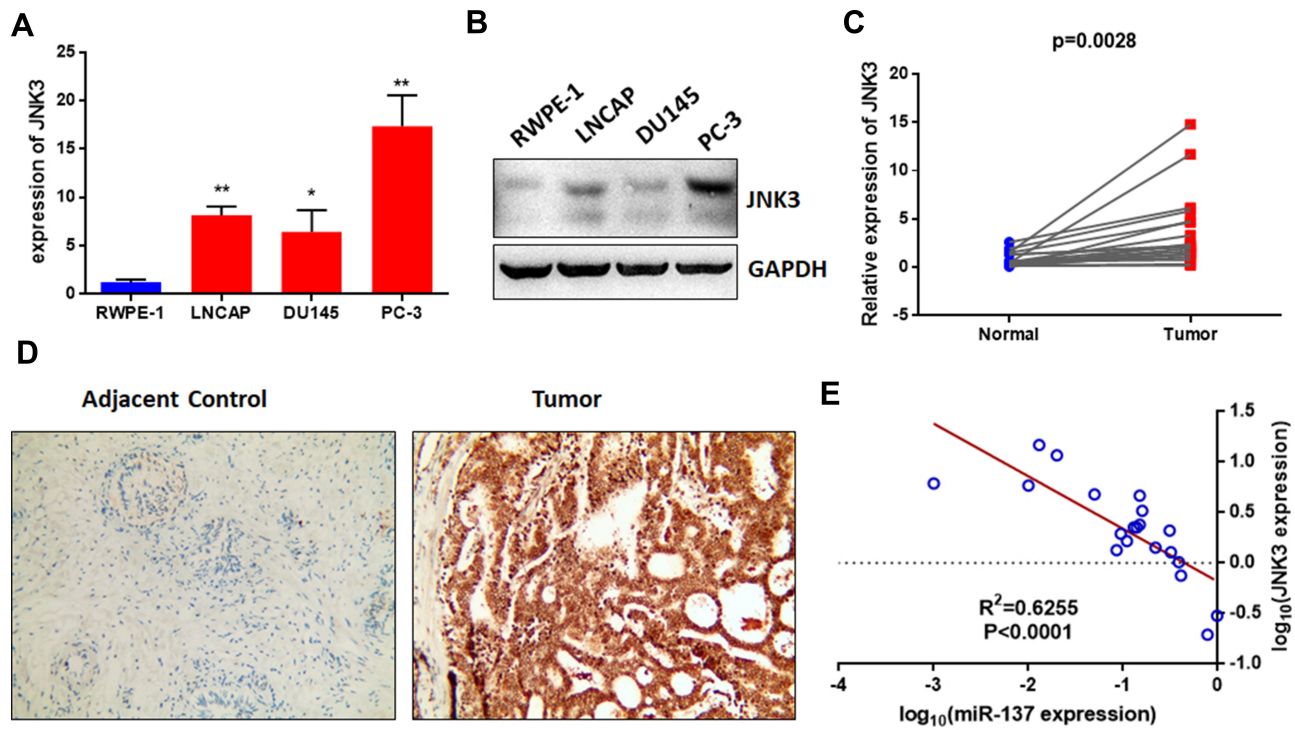 A
expression of JNK3
25
20
15
10
5
0
**
*
**
RWPE-1
LNCAP
DU145
PC-3
B
RWPE-1
LNCAP
DU145
PC-3
JNK3
GAPDH
C
p=0.0028
Relative expression of JNK3
20
15
10
5
0
-5
Normal
Tumor
D
Adjacent Control
Tumor
E
1.5
1.0
0.5
0.0
-0.5
-1.0
log10(JNK3 expression)
R2=0.6255
P<0.0001
-4
-3
-2
-1
0
log10(miR-137 expression)